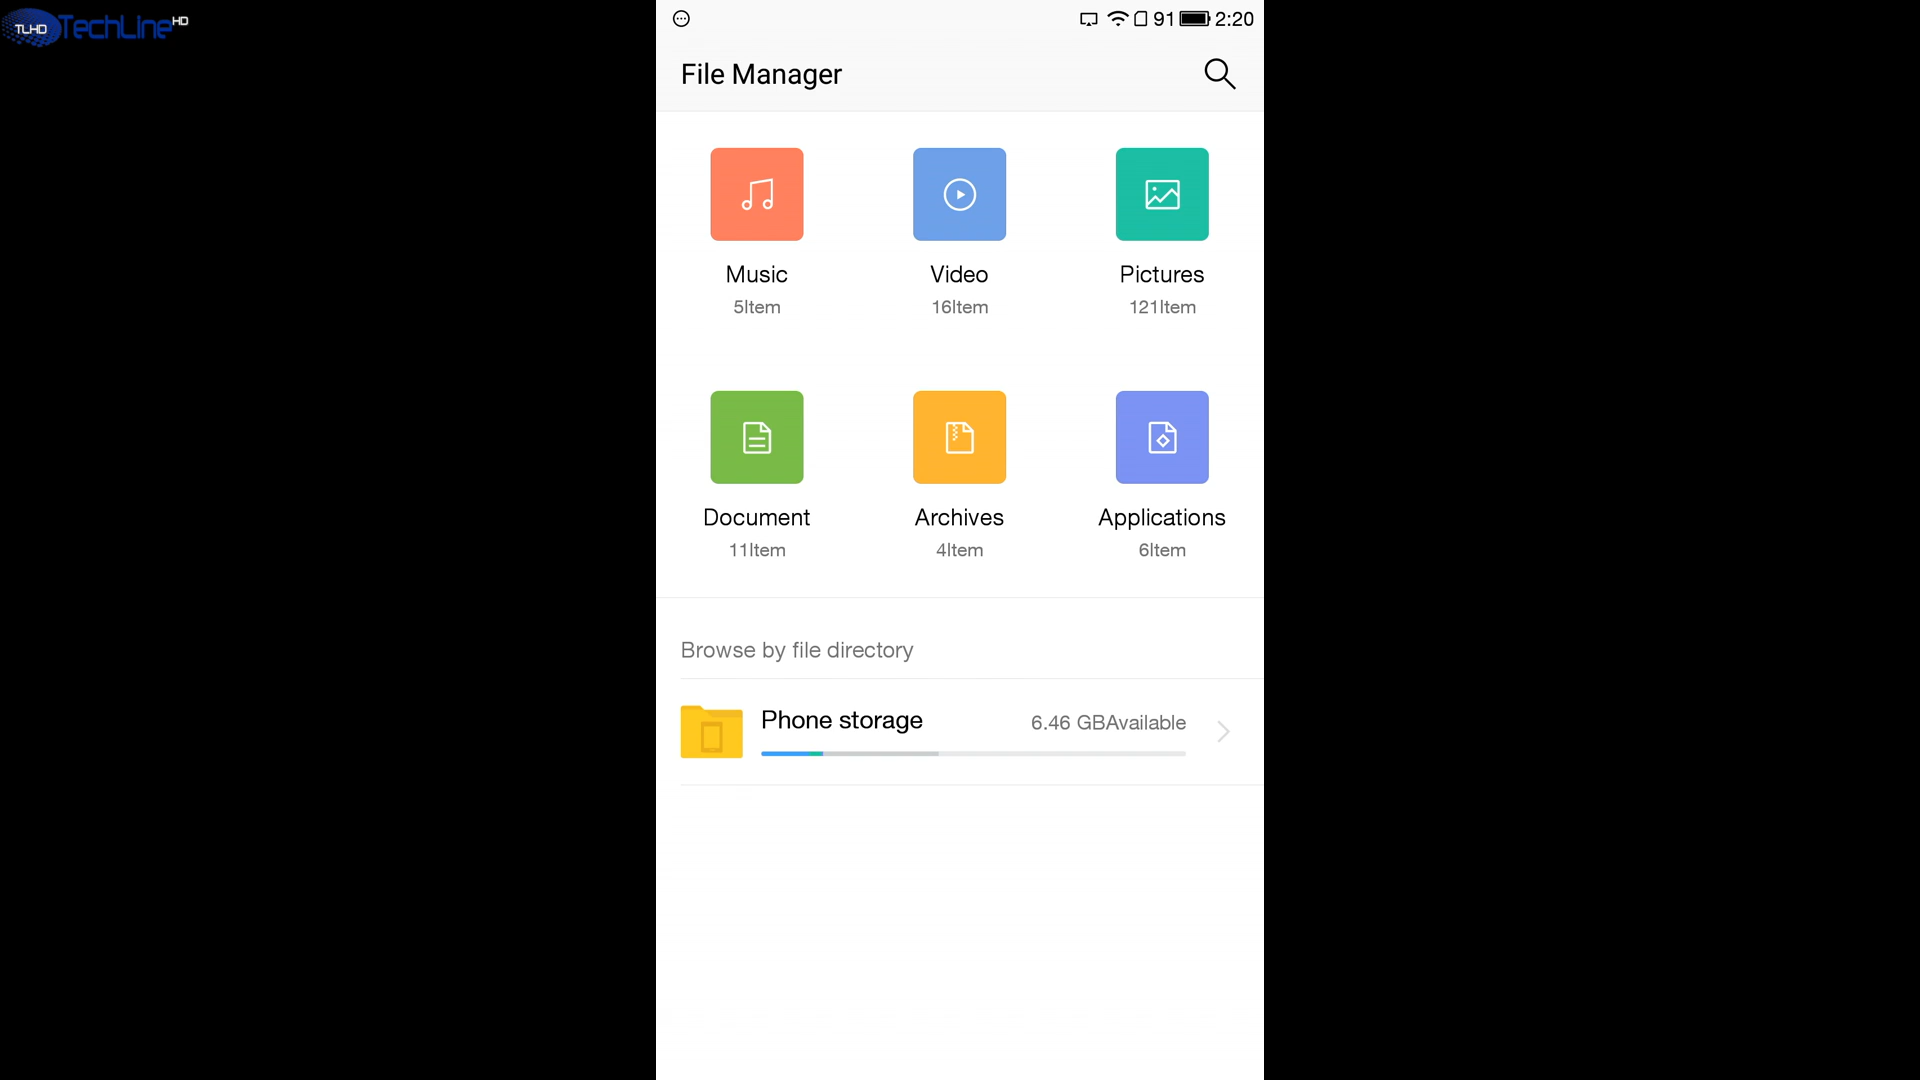 TLHD TechLine HD
91 2:20
File Manager
Music Video Pictures
5Item 16Item 121Item
Document Archives Applications
11Item 4Item 6Item
Browse by file directory
Phone storage 6.46 GBAvailable